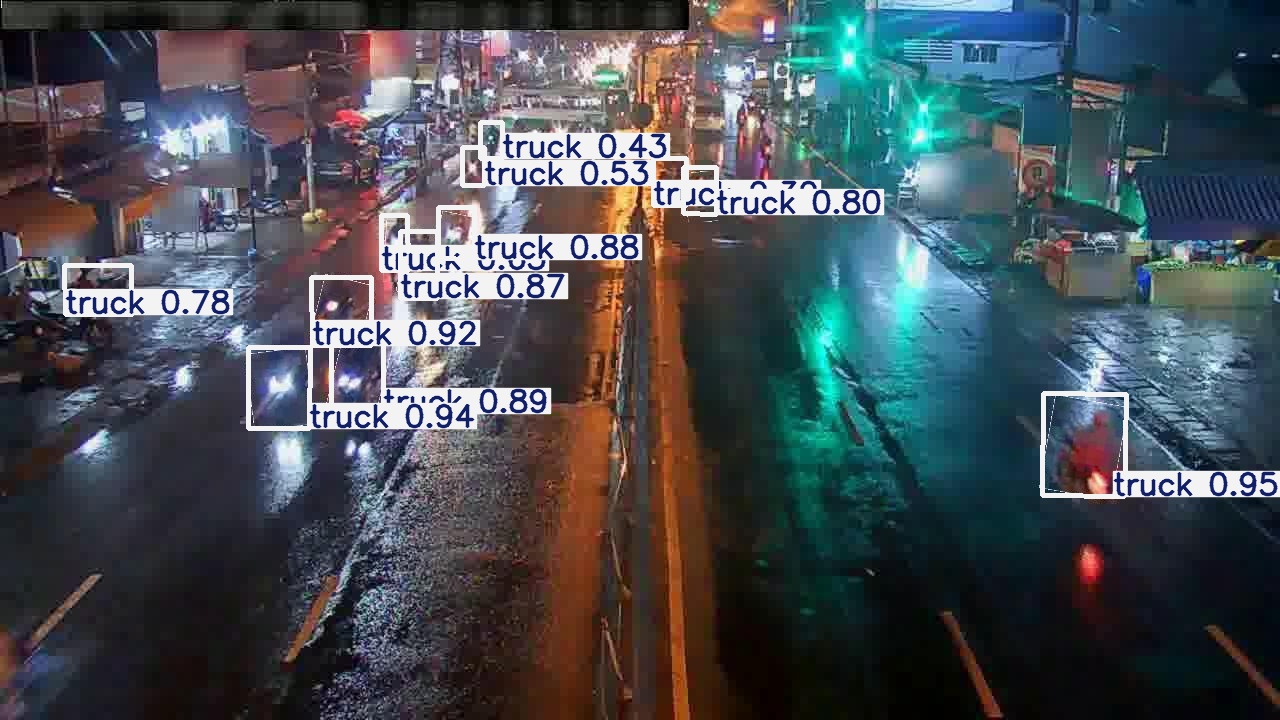 truck 0.43
truck 0.53
truck 0.80
truck 0.88
truck 0.87
truck 0.78
truck 0.92
truck 0.89
truck 0.94
truck 0.95